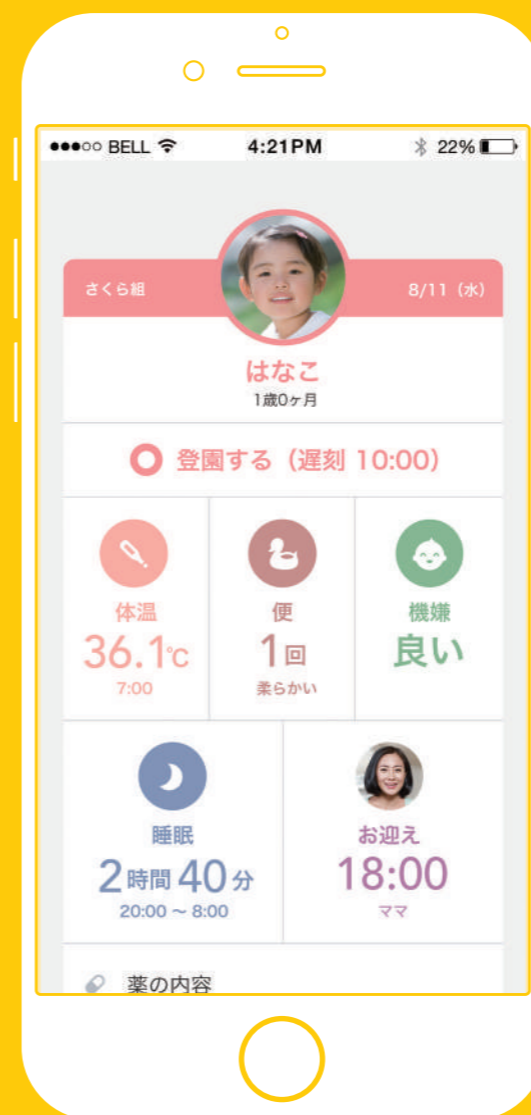 ●●●○○ BELL 4:21PM 22%
さくら組 8/11（水）
はなこ
1歳0ヶ月
登園する（遅刻 10:00）
体温 便 機嫌
36.1℃ 1回 良い
7:00 柔らかい
睡眠 お迎え
2時間40分 18:00
20:00 ～ 8:00 ママ
薬の内容